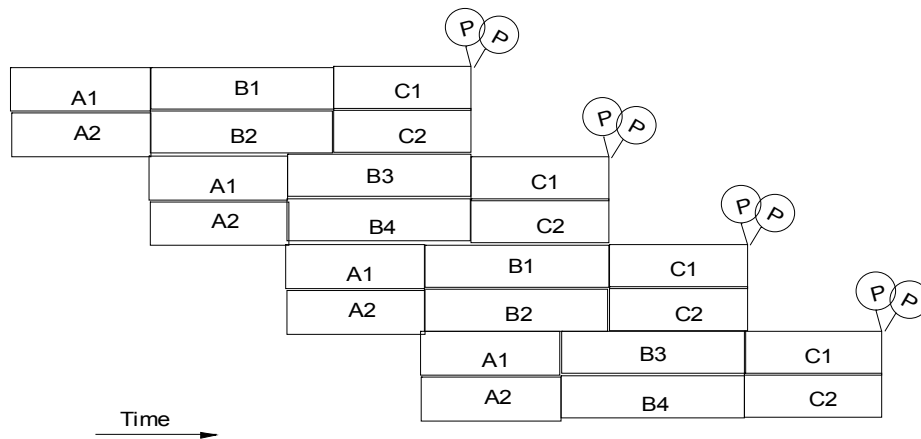 P P
A1 B1 C1
A2 B2 C2
P P
A1 B3 C1
A2 B4 C2
P P
A1 B1 C1
A2 B2 C2
P P
A1 B3 C1
A2 B4 C2
Time